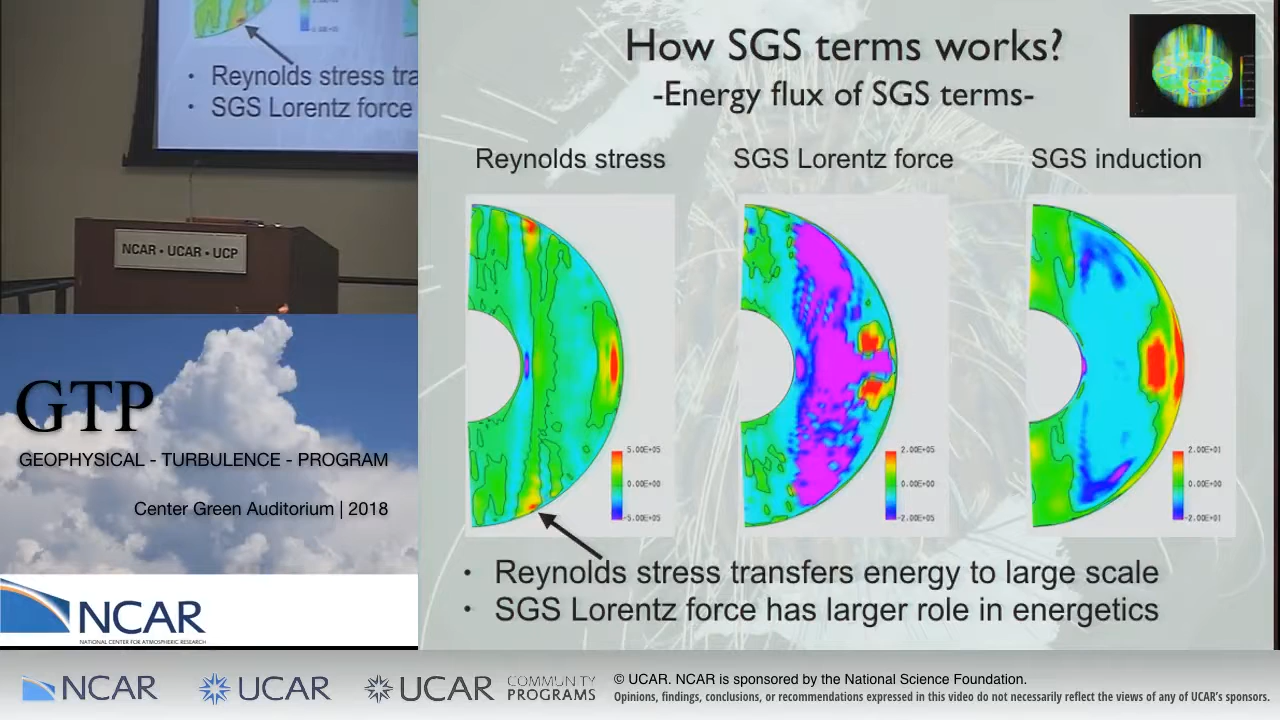 Reynolds stress tra
SGS Lorentz force
NCAR • UCAR • UCP
GTP
GEOPHYSICAL - TURBULENCE - PROGRAM
Center Green Auditorium | 2018
NCAR
NATIONAL CENTER FOR ATMOSPHERIC RESEARCH
How SGS terms works?
-Energy flux of SGS terms-
Reynolds stress
SGS Lorentz force
SGS induction
5.00E+05
0.00E+00
-5.00E+05
2.00E+05
0.00E+00
-2.00E+05
2.00E+01
0.00E+00
-2.00E+01
• Reynolds stress transfers energy to large scale
• SGS Lorentz force has larger role in energetics
NCAR
UCAR
UCAR
COMMUNITY
PROGRAMS
© UCAR. NCAR is sponsored by the National Science Foundation.
Opinions, findings, conclusions, or recommendations expressed in this video do not necessarily reflect the views of any of UCAR's sponsors.